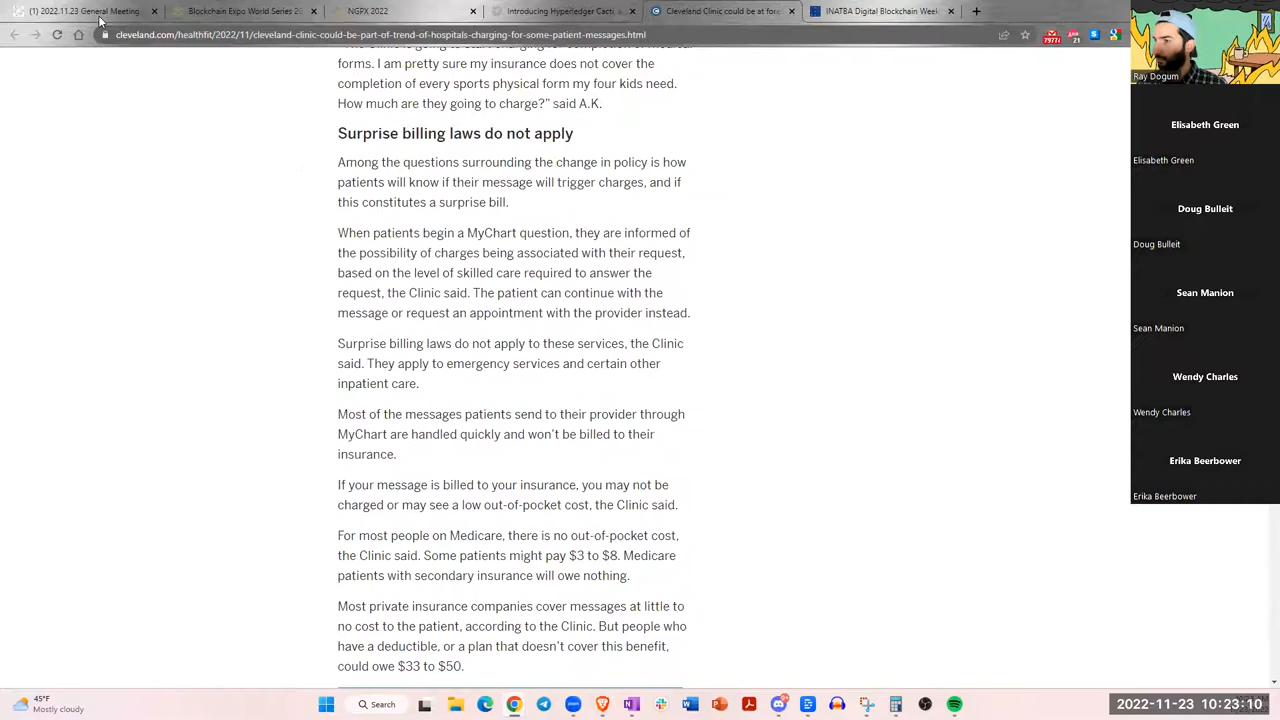 (1) 2022.11.23 General Meeting
Blockchain Expo World Series 20
NGPX 2022
Introducing Hyperledger Cacti, a
Cleveland Clinic could be at fore
INATBA Digital Blockchain Week
cleveland.com/healthfit/2022/11/cleveland-clinic-could-be-part-of-trend-of-hospitals-charging-for-some-patient-messages.html
forms. I am pretty sure my insurance does not cover the
completion of every sports physical form my four kids need.
How much are they going to charge?” said A.K.
Surprise billing laws do not apply
Among the questions surrounding the change in policy is how
patients will know if their message will trigger charges, and if
this constitutes a surprise bill.
When patients begin a MyChart question, they are informed of
the possibility of charges being associated with their request,
based on the level of skilled care required to answer the
request, the Clinic said. The patient can continue with the
message or request an appointment with the provider instead.
Surprise billing laws do not apply to these services, the Clinic
said. They apply to emergency services and certain other
inpatient care.
Most of the messages patients send to their provider through
MyChart are handled quickly and won’t be billed to their
insurance.
If your message is billed to your insurance, you may not be
charged or may see a low out-of-pocket cost, the Clinic said.
For most people on Medicare, there is no out-of-pocket cost,
the Clinic said. Some patients might pay $3 to $8. Medicare
patients with secondary insurance will owe nothing.
Most private insurance companies cover messages at little to
no cost to the patient, according to the Clinic. But people who
have a deductible, or a plan that doesn’t cover this benefit,
could owe $33 to $50.
Ray Dogum
Elisabeth Green
Elisabeth Green
Doug Bulleit
Doug Bulleit
Sean Manion
Sean Manion
Wendy Charles
Wendy Charles
Erika Beerbower
Erika Beerbower
45°F
Mostly cloudy
Search
2022-11-23 10:23:10